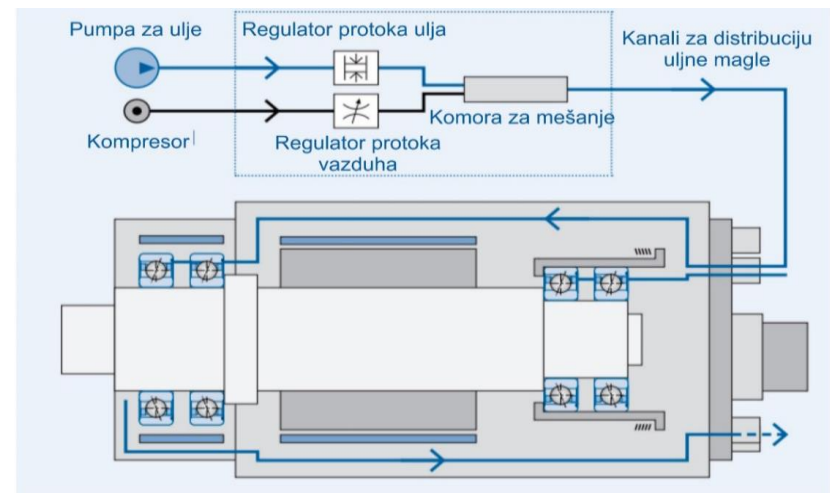 Pumpa za ulje
Regulator protoka ulja
Kanali za distribuciju
uljne magle
Kompresor
Regulator protoka
vazduha
Komora za mešanje